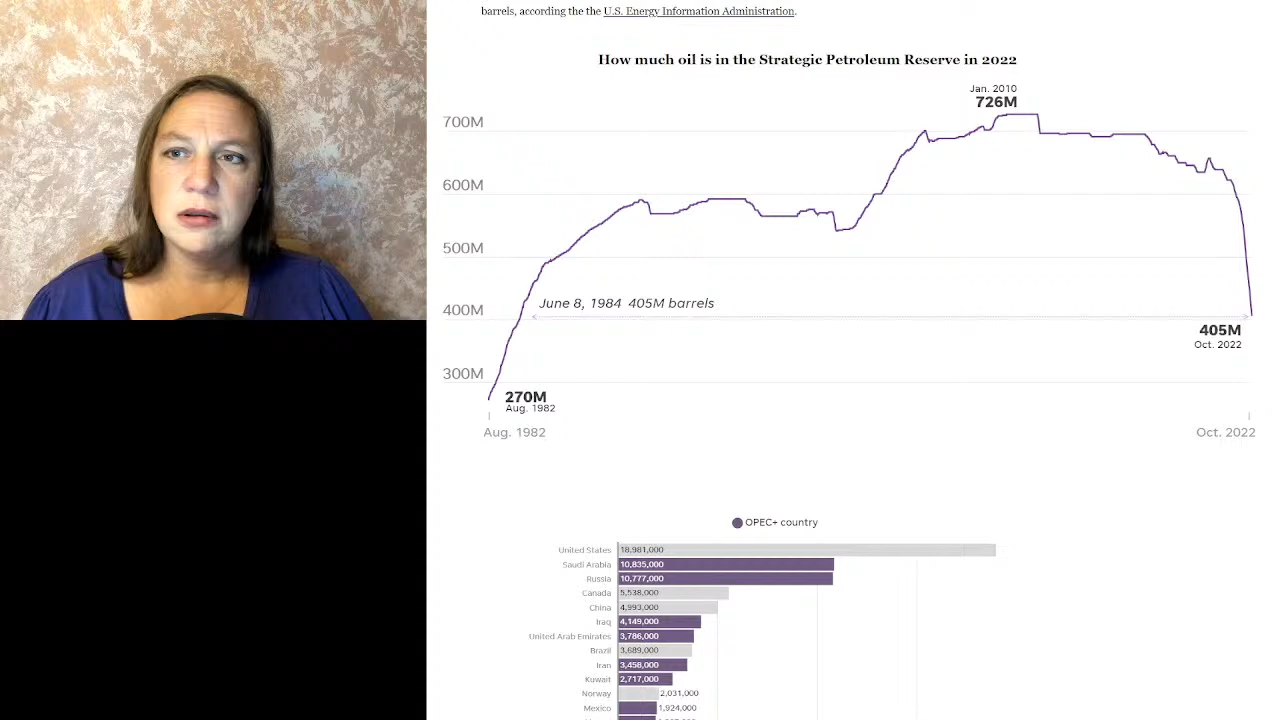 barrels, according the the U.S. Energy Information Administration.
How much oil is in the Strategic Petroleum Reserve in 2022
Jan. 2010
726M
700M
600M
500M
400M
300M
June 8, 1984 405M barrels
405M
Oct. 2022
270M
Aug. 1982
Aug. 1982
Oct. 2022
OPEC+ country
United States 18,981,000
Saudi Arabia 10,835,000
Russia 10,777,000
Canada 5,538,000
China 4,993,000
Iraq 4,149,000
United Arab Emirates 3,786,000
Brazil 3,689,000
Iran 3,458,000
Kuwait 2,717,000
Norway 2,031,000
Mexico 1,924,000